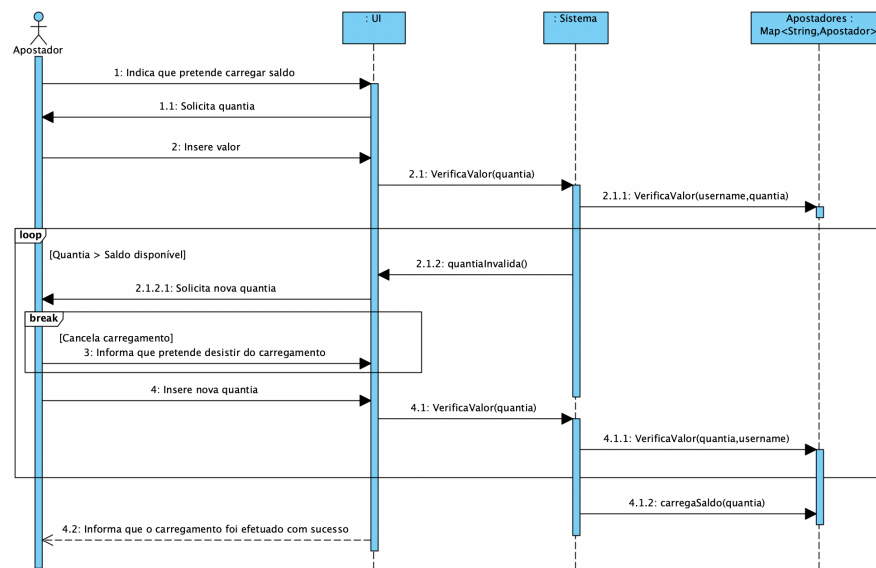 : UI
: Sistema
Apostadores :
Map<String,Apostador>
Apostador
1: Indica que pretende carregar saldo
1.1: Solicita quantia
2: Insere valor
2.1: VerificaValor(quantia)
2.1.1: VerificaValor(username,quantia)
loop
[Quantia > Saldo disponível]
2.1.2: quantiaInvalida()
2.1.2.1: Solicita nova quantia
break
[Cancela carregamento]
3: Informa que pretende desistir do carregamento
4: Insere nova quantia
4.1: VerificaValor(quantia)
4.1.1: VerificaValor(quantia,username)
4.1.2: carregaSaldo(quantia)
4.2: Informa que o carregamento foi efetuado com sucesso